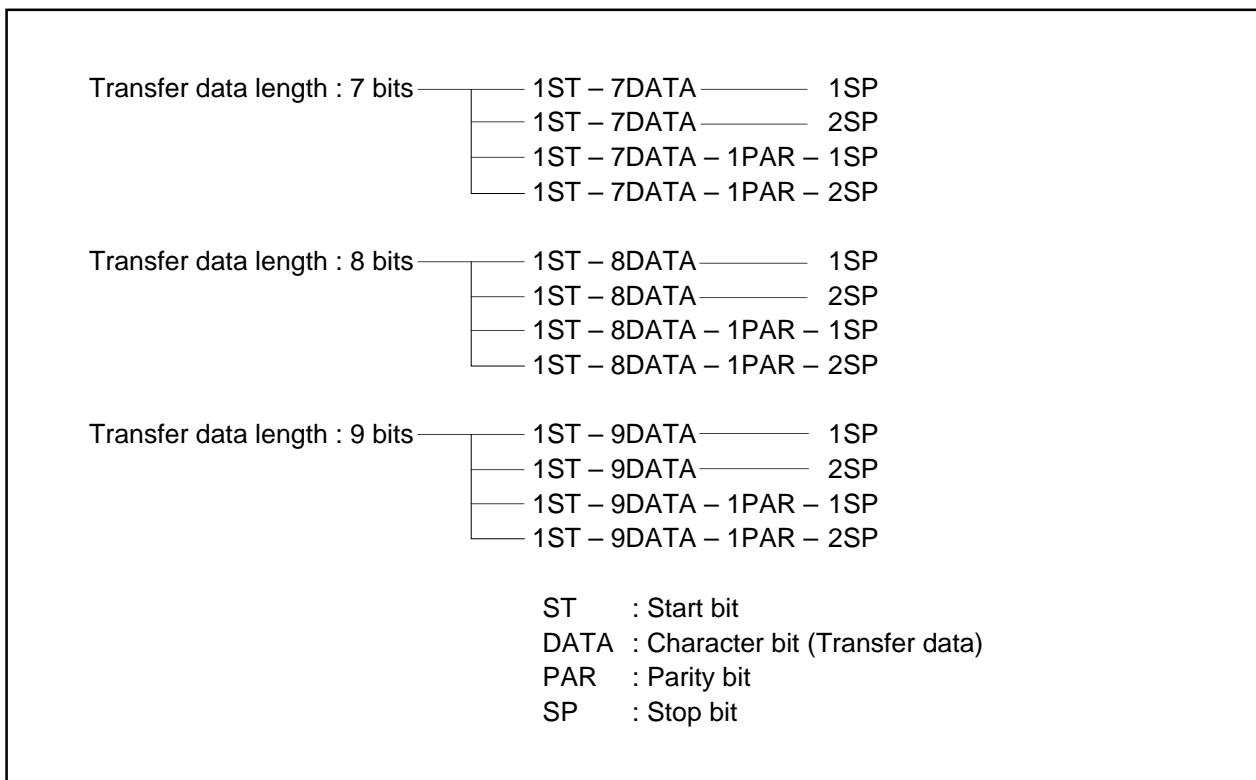 Transfer data length : 7 bits 1ST – 7DATA 1SP
1ST – 7DATA 2SP
1ST – 7DATA – 1PAR – 1SP
1ST – 7DATA – 1PAR – 2SP
Transfer data length : 8 bits 1ST – 8DATA 1SP
1ST – 8DATA 2SP
1ST – 8DATA – 1PAR – 1SP
1ST – 8DATA – 1PAR – 2SP
Transfer data length : 9 bits 1ST – 9DATA 1SP
1ST – 9DATA 2SP
1ST – 9DATA – 1PAR – 1SP
1ST – 9DATA – 1PAR – 2SP
ST : Start bit
DATA : Character bit (Transfer data)
PAR : Parity bit
SP : Stop bit